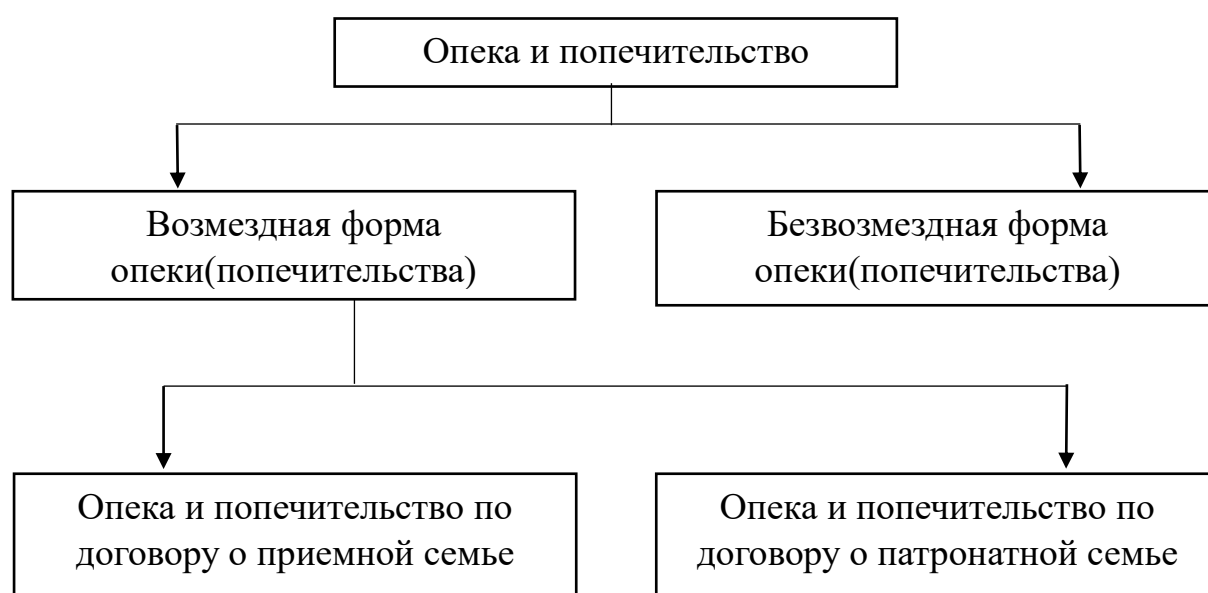 Опека и попечительство
Возмездная форма
опеки(попечительства)
Безвозмездная форма
опеки(попечительства)
Опека и попечительство по
договору о приемной семье
Опека и попечительство по
договору о патронатной семье